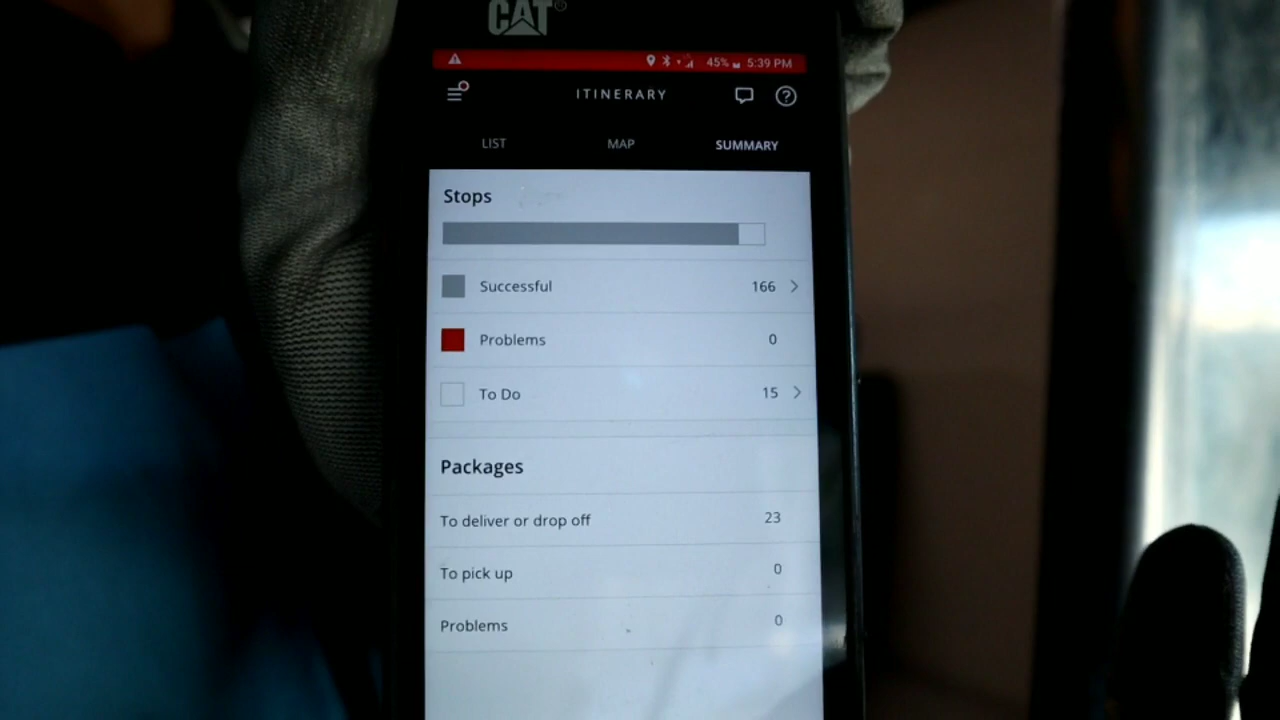 CAT®
45% 5:39 PM
ITINERARY
LIST MAP SUMMARY
Stops
Successful 166
Problems 0
To Do 15
Packages
To deliver or drop off 23
To pick up 0
Problems 0